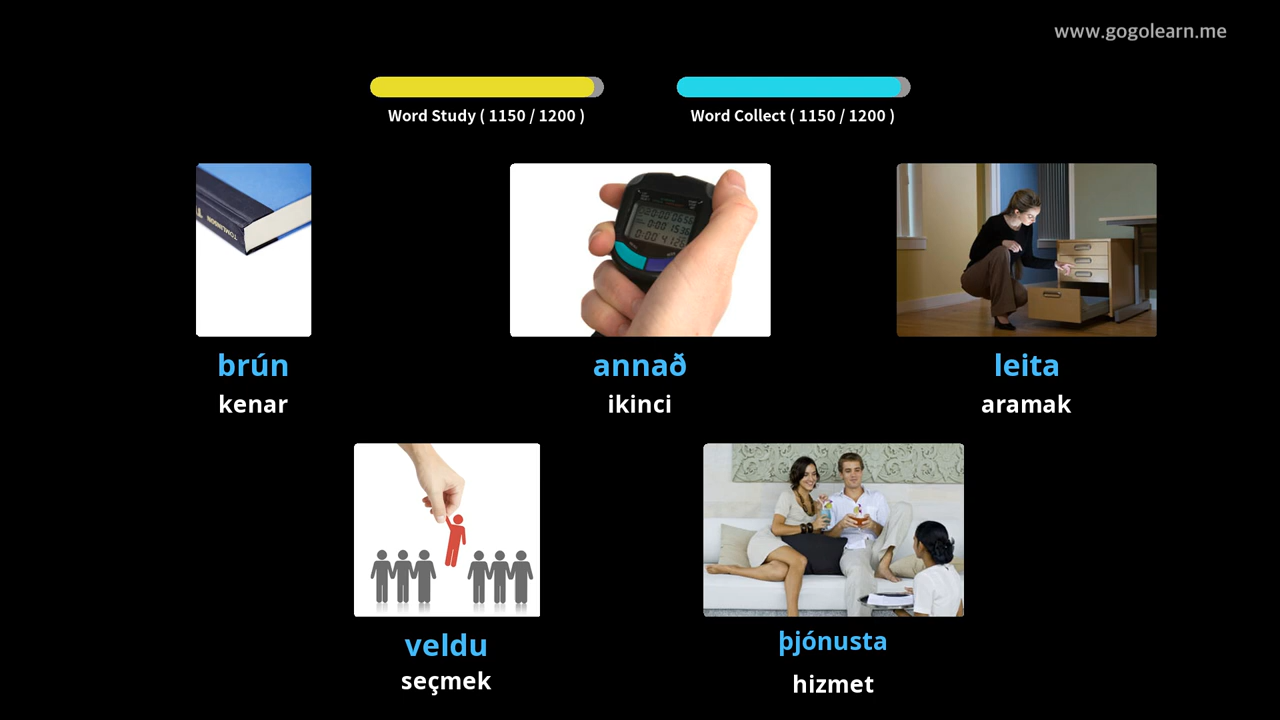 www.gogolearn.me
Word Study ( 1150 / 1200 )
Word Collect ( 1150 / 1200 )
TOMLINSON
brún
annað
leita
kenar
ikinci
aramak
veldu
þjónusta
seçmek
hizmet